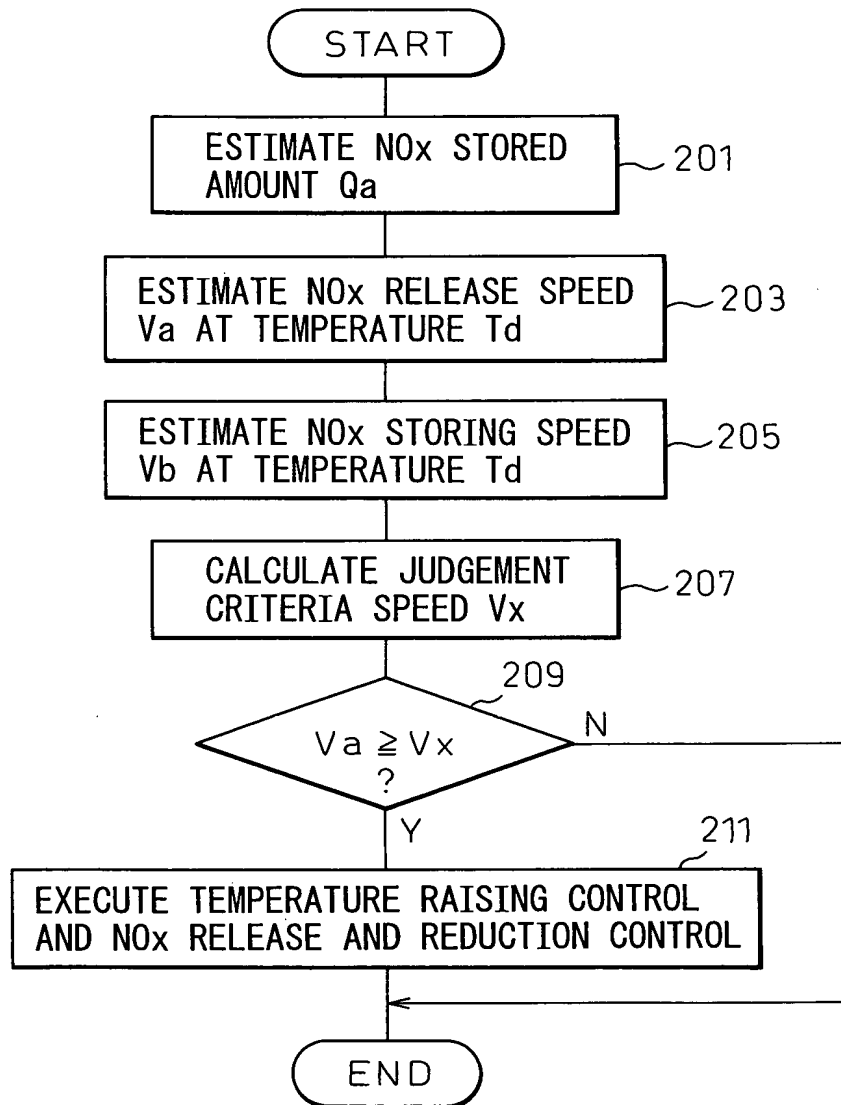 START
ESTIMATE NOx STORED
AMOUNT Qa
201
ESTIMATE NOx RELEASE SPEED
Va AT TEMPERATURE Td
203
ESTIMATE NOx STORING SPEED
Vb AT TEMPERATURE Td
205
CALCULATE JUDGEMENT
CRITERIA SPEED Vx
207
209
Va ≧ Vx
?
N
Y
211
EXECUTE TEMPERATURE RAISING CONTROL
AND NOx RELEASE AND REDUCTION CONTROL
END